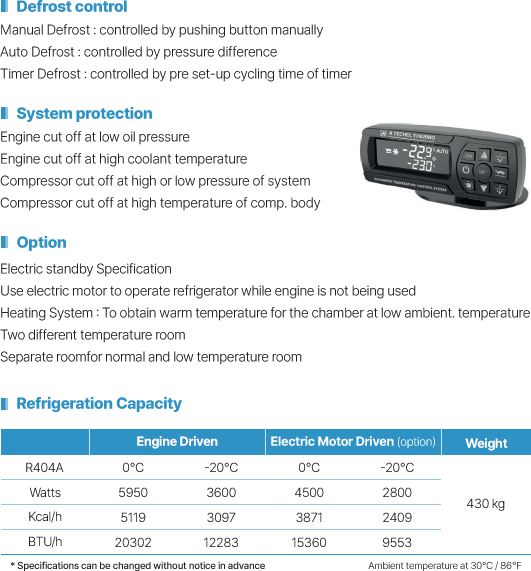 Defrost control
Manual Defrost : controlled by pushing button manually
Auto Defrost : controlled by pressure difference
Timer Defrost : controlled by pre set-up cycling time of timer
System protection
Engine cut off at low oil pressure
Engine cut off at high coolant temperature
Compressor cut off at high or low pressure of system
Compressor cut off at high temperature of comp. body
A TECHEL THERMO
-22.9° AUTO
-23.0°
SET
Option
Electric standby Specification
Use electric motor to operate refrigerator while engine is not being used
Heating System : To obtain warm temperature for the chamber at low ambient. temperature
Two different temperature room
Separate roomfor normal and low temperature room
Refrigeration Capacity
Engine Driven Electric Motor Driven (option) Weight
R404A 0°C -20°C 0°C -20°C
Watts 5950 3600 4500 2800
430 kg
Kcal/h 5119 3097 3871 2409
BTU/h 20302 12283 15360 9553
* Specifications can be changed without notice in advance Ambient temperature at 30°C / 86°F